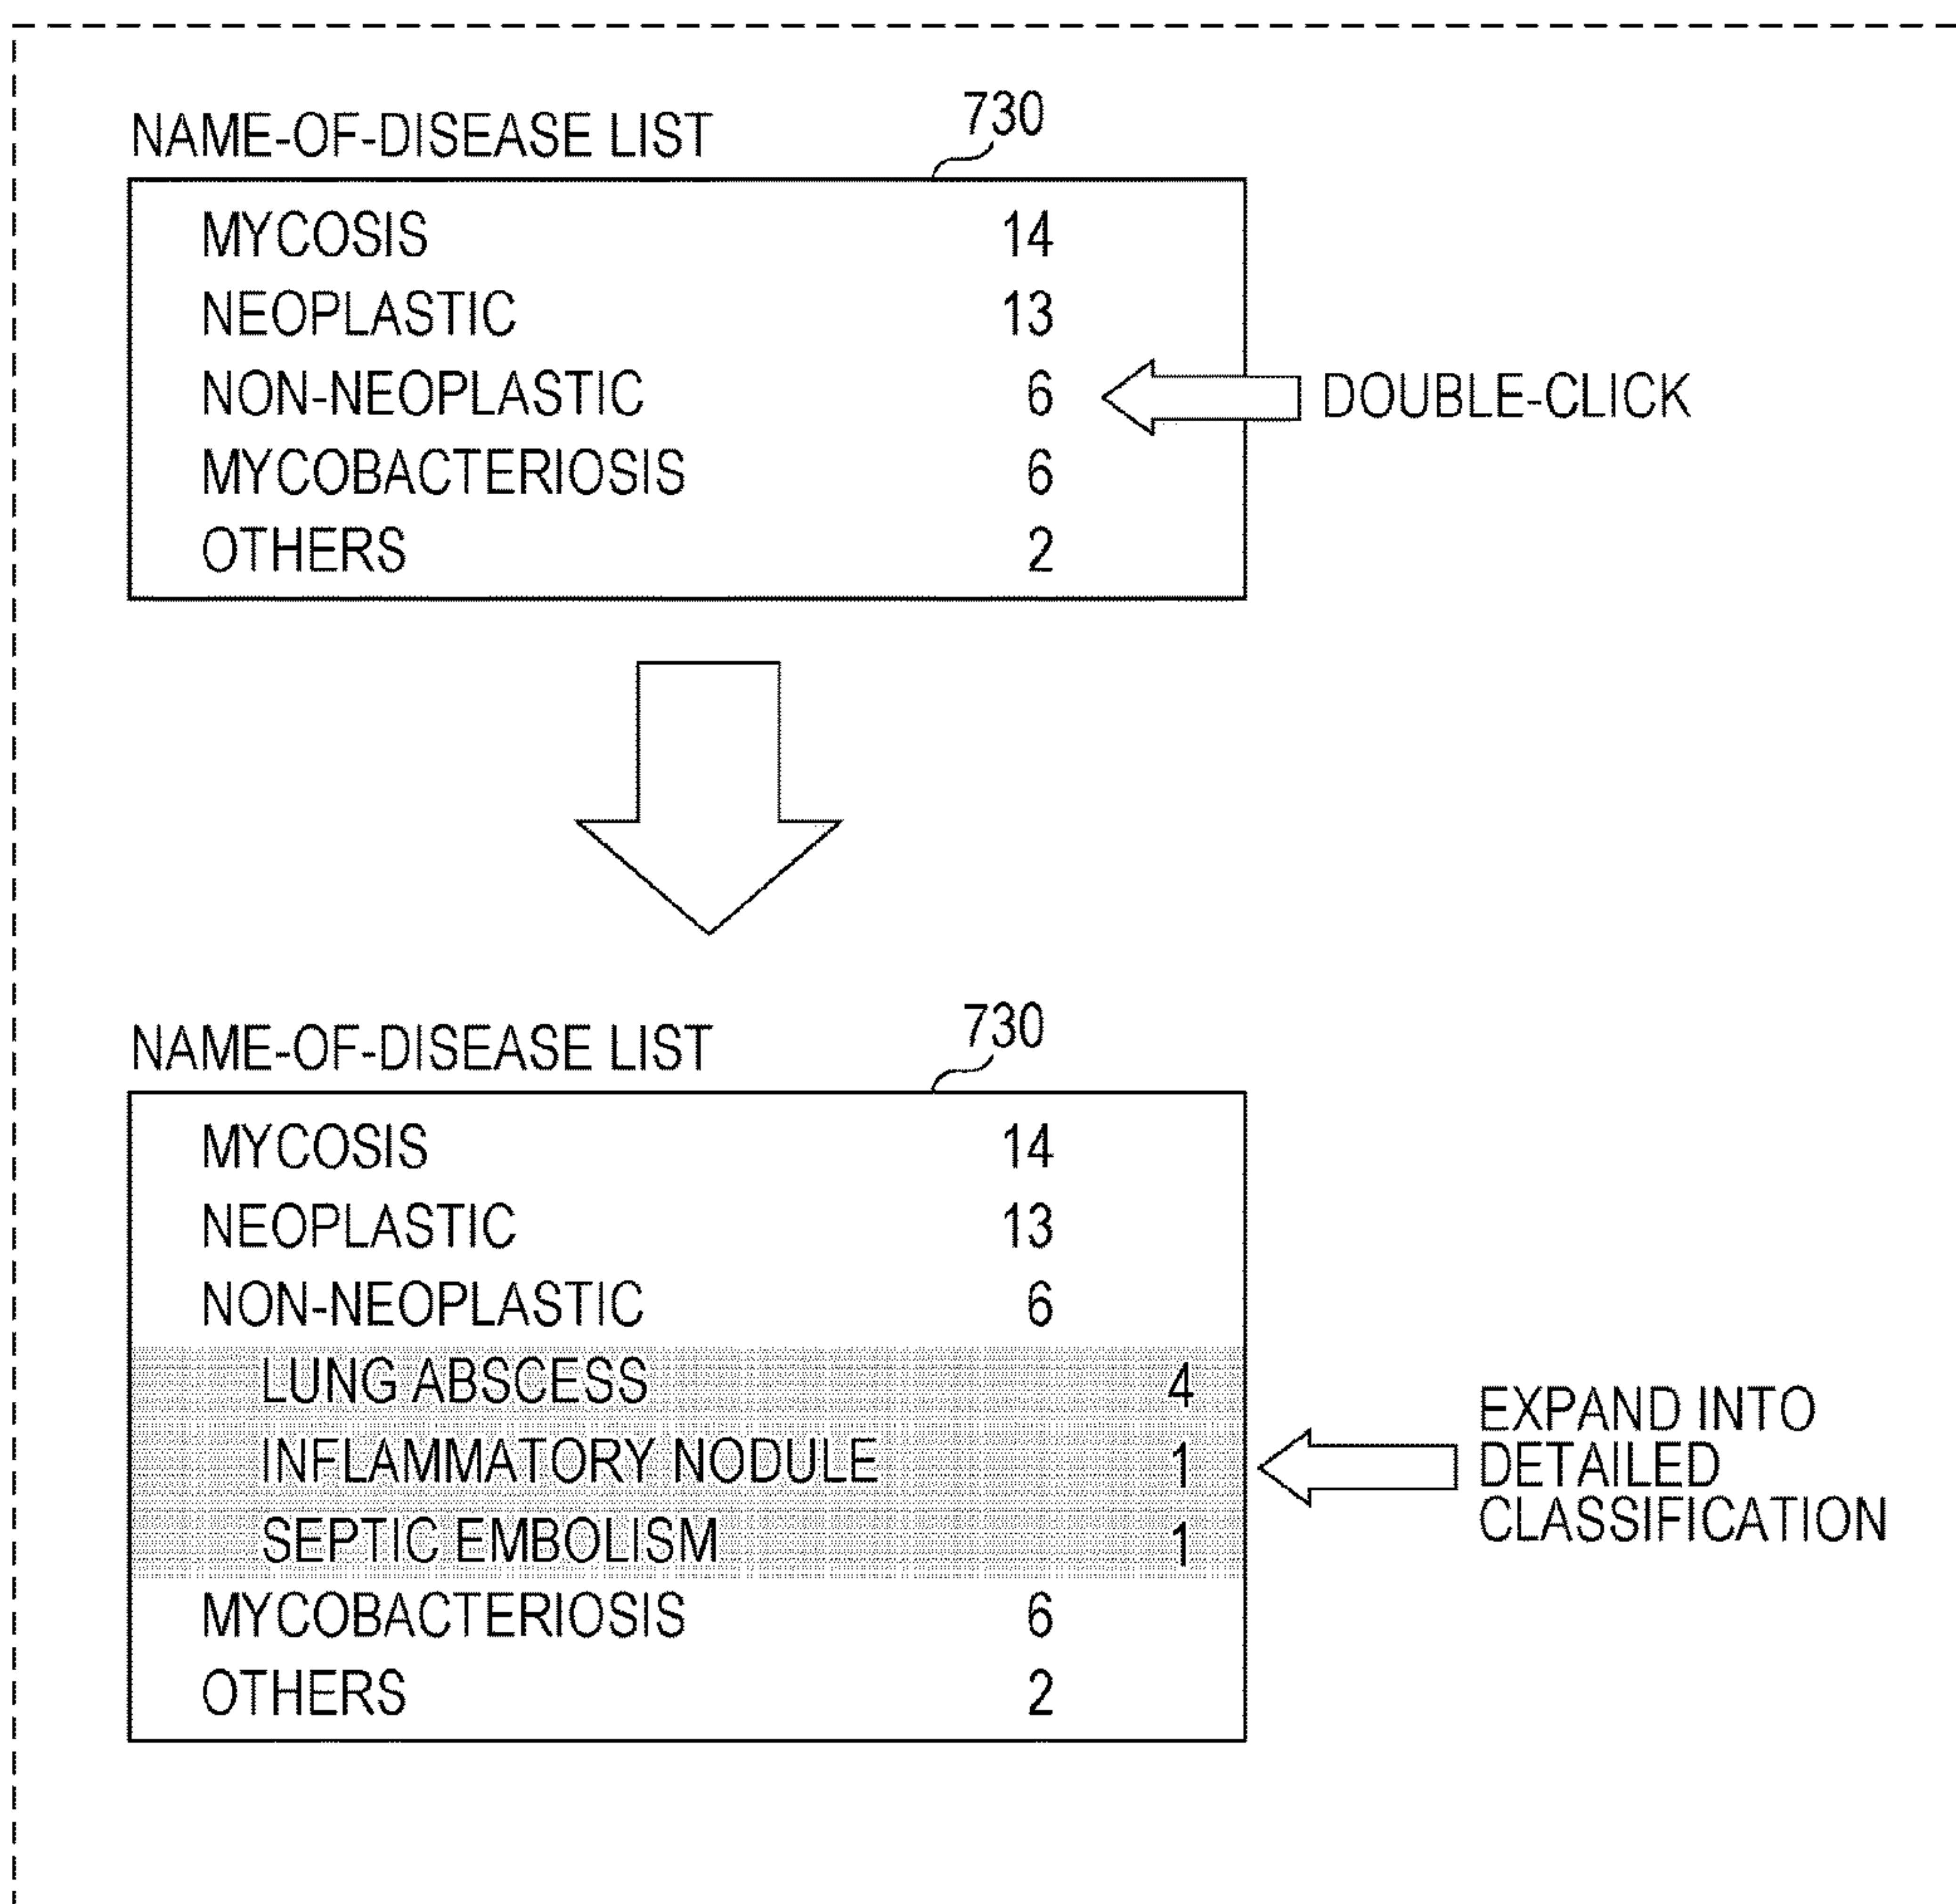 NAME-OF-DISEASE LIST 730
MYCOSIS 14
NEOPLASTIC 13
NON-NEOPLASTIC 6 DOUBLE-CLICK
MYCOBACTERIOSIS 6
OTHERS 2
NAME-OF-DISEASE LIST 730
MYCOSIS 14
NEOPLASTIC 13
NON-NEOPLASTIC 6
LUNG ABSCESS 4
INFLAMMATORY NODULE 1
SEPTIC EMBOLISM 1
MYCOBACTERIOSIS 6
OTHERS 2
EXPAND INTO
DETAILED
CLASSIFICATION